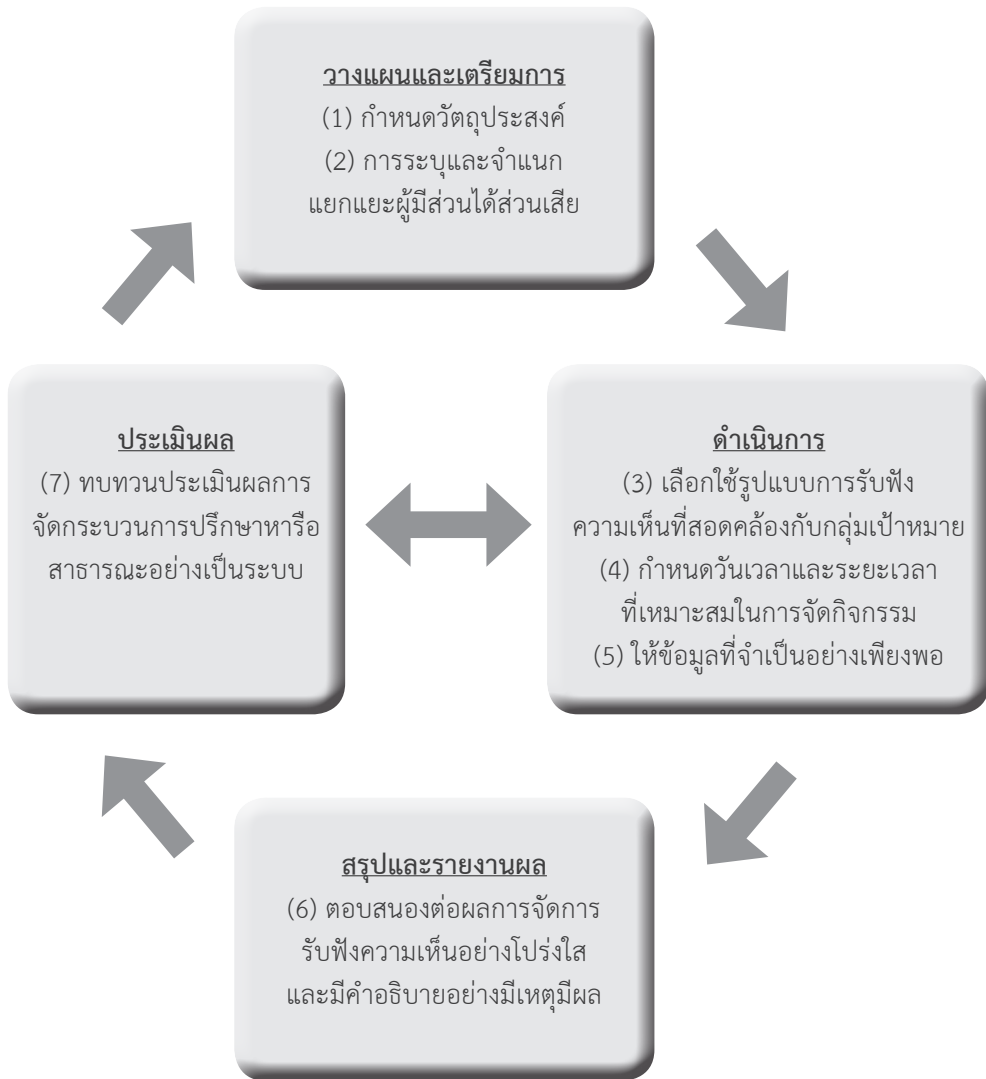 วางแผนและเตรียมการ
(1) กำหนดวัตถุประสงค์
(2) การระบุและจำแนก
แยกแยะผู้มีส่วนได้ส่วนเสีย
ดำเนินการ
(3) เลือกใช้รูปแบบการรับฟัง
ความเห็นที่สอดคล้องกับกลุ่มเป้าหมาย
(4) กำหนดวันเวลาและระยะเวลา
ที่เหมาะสมในการจัดกิจกรรม
(5) ให้ข้อมูลที่จำเป็นอย่างเพียงพอ
สรุปและรายงานผล
(6) ตอบสนองต่อผลการจัดการ
รับฟังความเห็นอย่างโปร่งใส
และมีคำอธิบายอย่างมีเหตุมีผล
ประเมินผล
(7) ทบทวนประเมินผลการ
จัดกระบวนการปรึกษาหารือ
สาธารณะอย่างเป็นระบบ